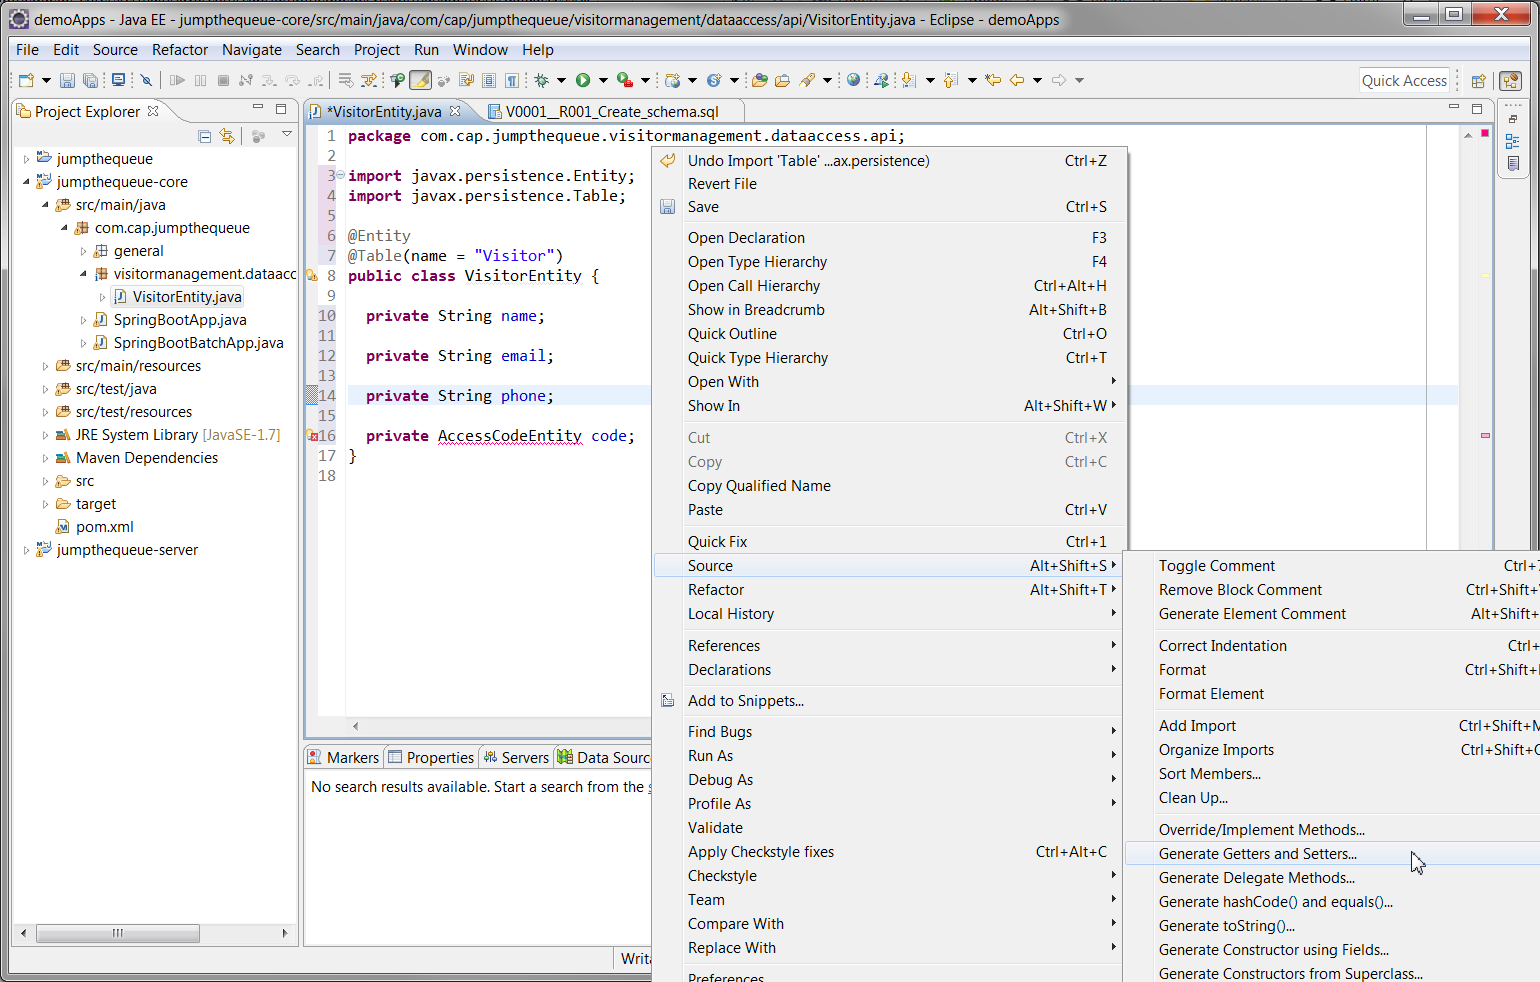 demoApps - Java EE - jumpthequeue-core/src/main/java/com/cap/jumpthequeue/visitormanagement/dataaccess/api/VisitorEntity.java - Eclipse - demoApps
File Edit Source Refactor Navigate Search Project Run Window Help
Quick Access
Project Explorer
jumpthequeue
jumpthequeue-core
src/main/java
com.cap.jumpthequeue
general
visitormanagement.dataacc
VisitorEntity.java
SpringBootApp.java
SpringBootBatchApp.java
src/main/resources
src/test/java
src/test/resources
JRE System Library [JavaSE-1.7]
Maven Dependencies
src
target
pom.xml
jumpthequeue-server
*VisitorEntity.java
V0001__R001_Create_schema.sql
1 package com.cap.jumpthequeue.visitormanagement.dataaccess.api;
2
3 import javax.persistence.Entity;
4 import javax.persistence.Table;
5
6 @Entity
7 @Table(name = "Visitor")
8 public class VisitorEntity {
9
10 private String name;
11
12 private String email;
13
14 private String phone;
15
16 private AccessCodeEntity code;
17 }
18
Markers Properties Servers Data Sourc
No search results available. Start a search from the s
Writa
Undo Import 'Table' ...ax.persistence) Ctrl+Z
Revert File
Save Ctrl+S
Open Declaration F3
Open Type Hierarchy F4
Open Call Hierarchy Ctrl+Alt+H
Show in Breadcrumb Alt+Shift+B
Quick Outline Ctrl+O
Quick Type Hierarchy Ctrl+T
Open With
Show In Alt+Shift+W
Cut Ctrl+X
Copy Ctrl+C
Copy Qualified Name
Paste Ctrl+V
Quick Fix Ctrl+1
Source Alt+Shift+S
Refactor Alt+Shift+T
Local History
References
Declarations
Add to Snippets...
Find Bugs
Run As
Debug As
Profile As
Validate
Apply Checkstyle fixes Ctrl+Alt+C
Checkstyle
Team
Compare With
Replace With
Preferences
Toggle Comment Ctrl+7
Remove Block Comment Ctrl+Shift+
Generate Element Comment Alt+Shift+
Correct Indentation Ctrl+
Format Ctrl+Shift+
Format Element
Add Import Ctrl+Shift+M
Organize Imports Ctrl+Shift+O
Sort Members...
Clean Up...
Override/Implement Methods...
Generate Getters and Setters...
Generate Delegate Methods...
Generate hashCode() and equals()...
Generate toString()...
Generate Constructor using Fields...
Generate Constructors from Superclass...